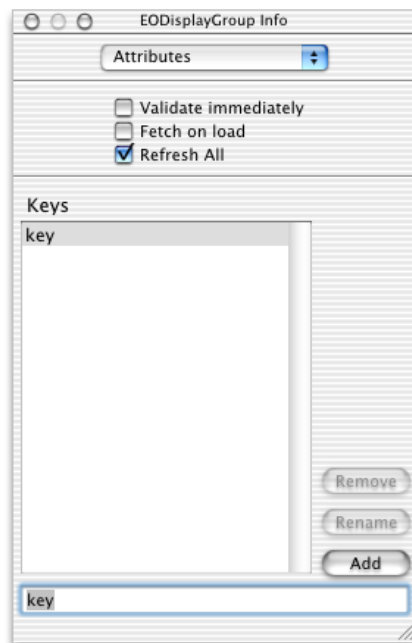 EODisplayGroup Info
Attributes
Validate immediately
Fetch on load
Refresh All
Keys
key
Remove
Rename
Add
key